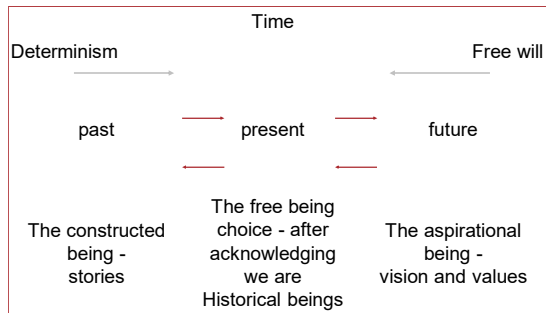 Time
Determinism Free will
past present future
The constructed
being -
stories
The free being
choice - after
acknowledging
we are
Historical beings
The aspirational
being -
vision and values